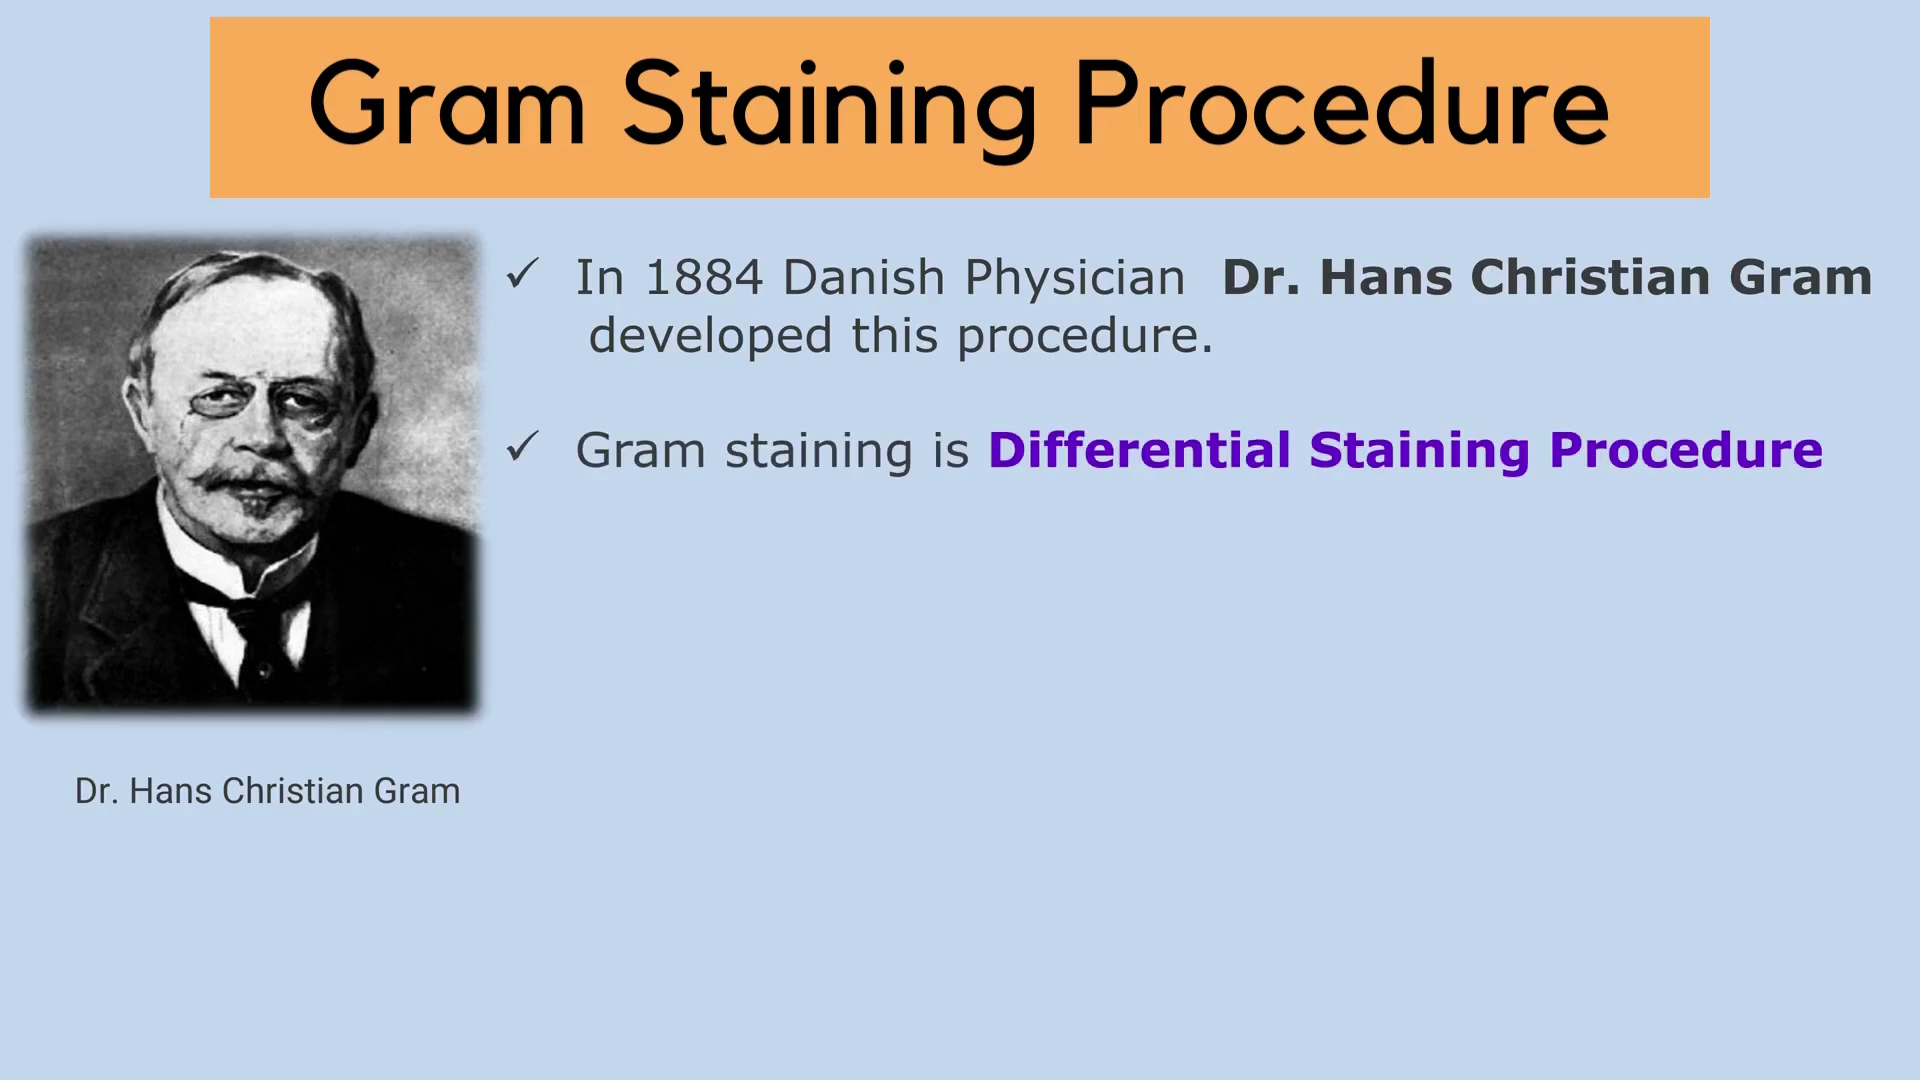 Gram Staining Procedure
✓ In 1884 Danish Physician Dr. Hans Christian Gram
developed this procedure.
✓ Gram staining is Differential Staining Procedure
Dr. Hans Christian Gram